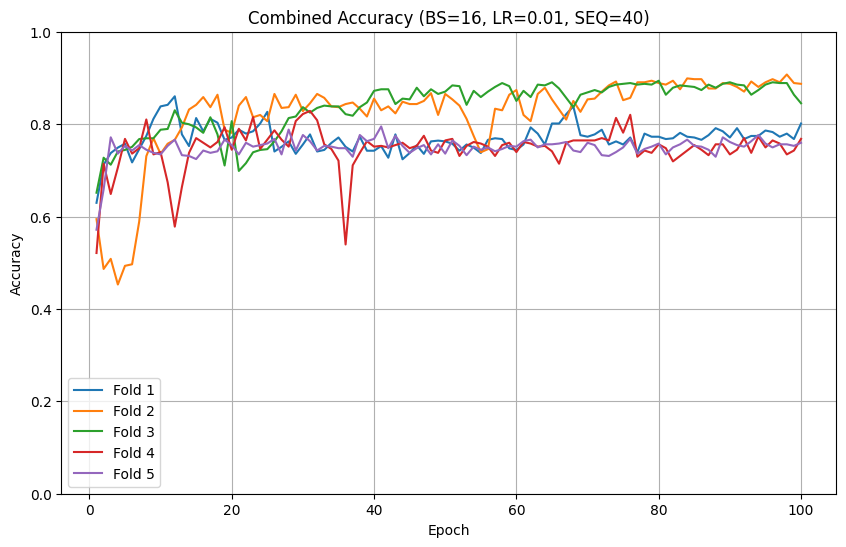 Combined Accuracy (BS=16, LR=0.01, SEQ=40)
1.0
0.8
0.6
0.4
0.2
0.0
Accuracy
Fold 1
Fold 2
Fold 3
Fold 4
Fold 5
0 20 40 60 80 100
Epoch